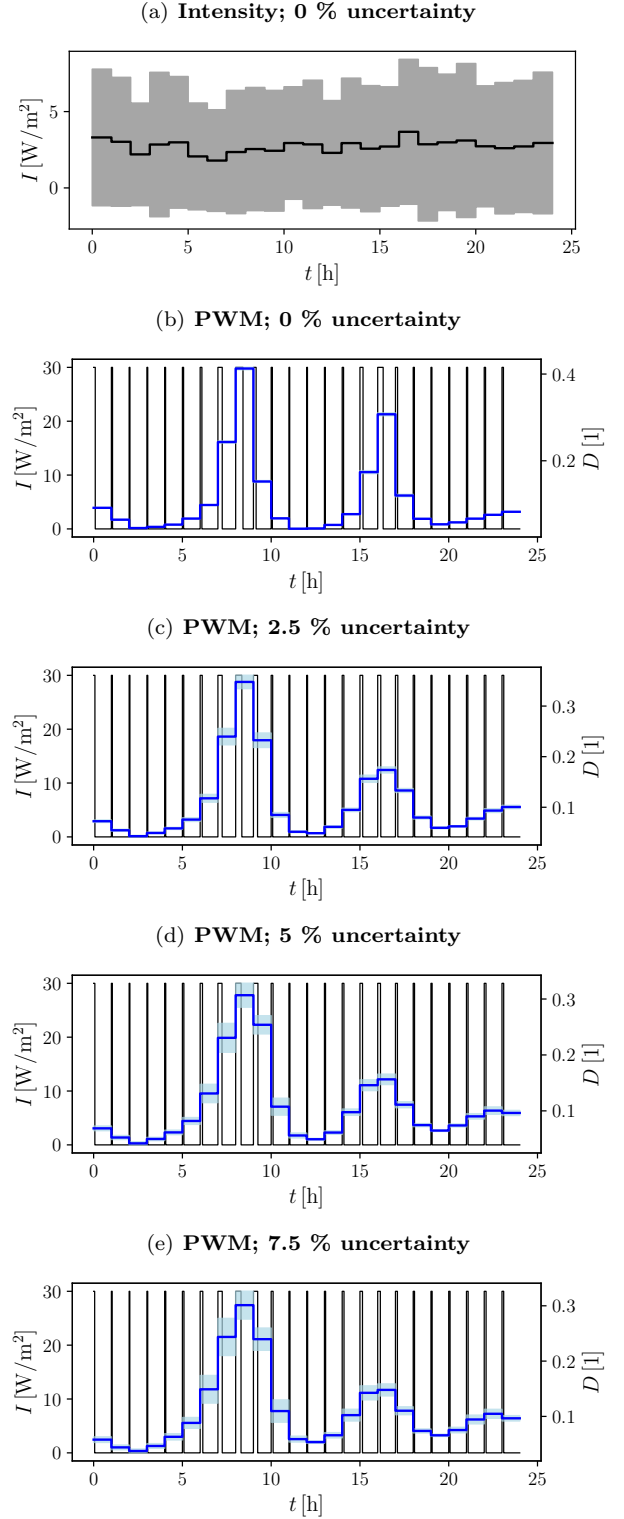 (a) Intensity; 0 % uncertainty
I [W/m²]
5
0
0 5 10 15 20 25
t [h]
(b) PWM; 0 % uncertainty
I [W/m²]
30
20
10
0
0.4
0.2
D [1]
0 5 10 15 20 25
t [h]
(c) PWM; 2.5 % uncertainty
I [W/m²]
30
20
10
0
0.3
0.2
0.1
D [1]
0 5 10 15 20 25
t [h]
(d) PWM; 5 % uncertainty
I [W/m²]
30
20
10
0
0.3
0.2
0.1
D [1]
0 5 10 15 20 25
t [h]
(e) PWM; 7.5 % uncertainty
I [W/m²]
30
20
10
0
0.3
0.2
0.1
D [1]
0 5 10 15 20 25
t [h]